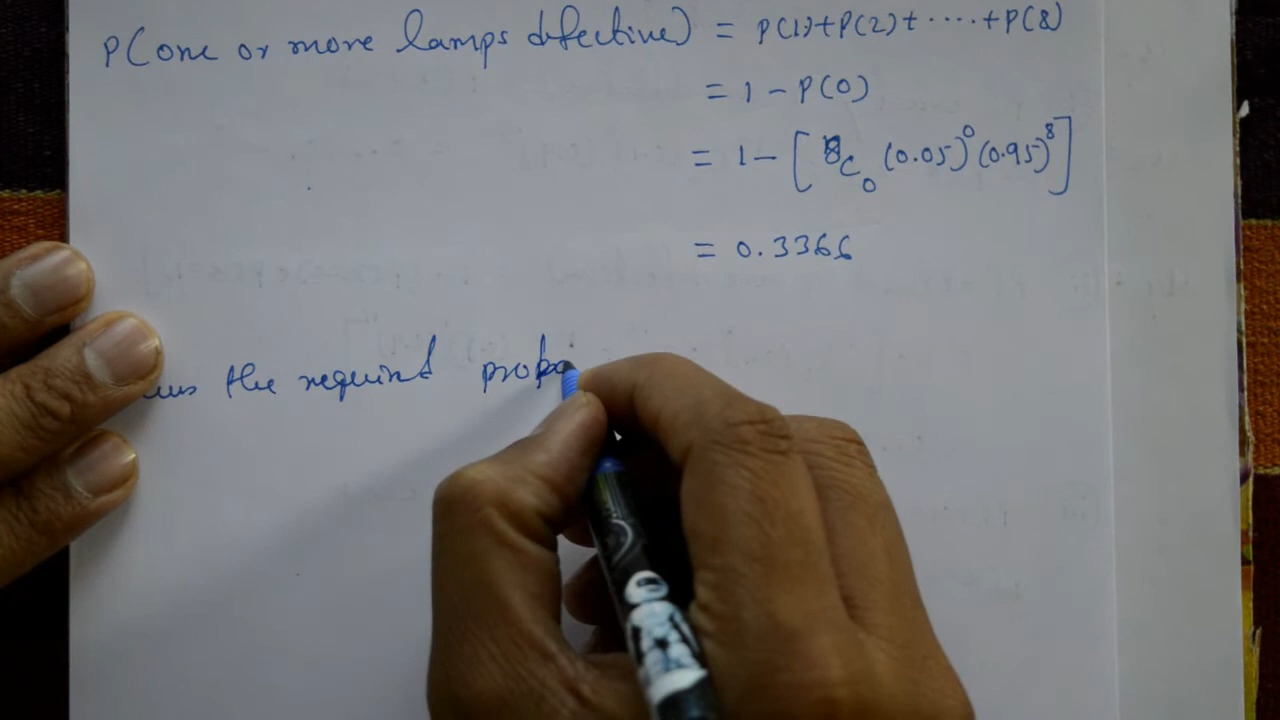 P(one or more lamps defective) = P(1)+P(2)+·····+P(8)
= 1 - P(0)
= 1 - [ 8C₀ (0.05)⁰ (0.95)⁸ ]
= 0.3366
the required proba